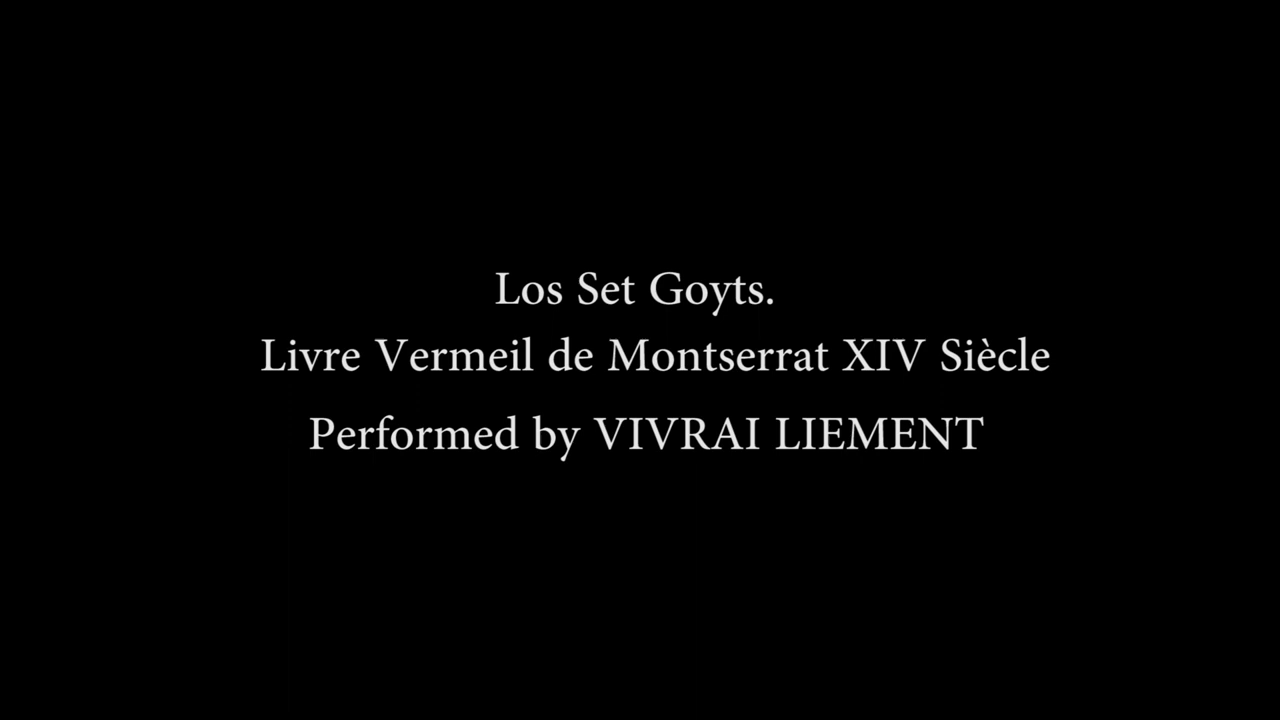 Los Set Goyts.
Livre Vermeil de Montserrat XIV Siècle
Performed by VIVRAI LIEMENT